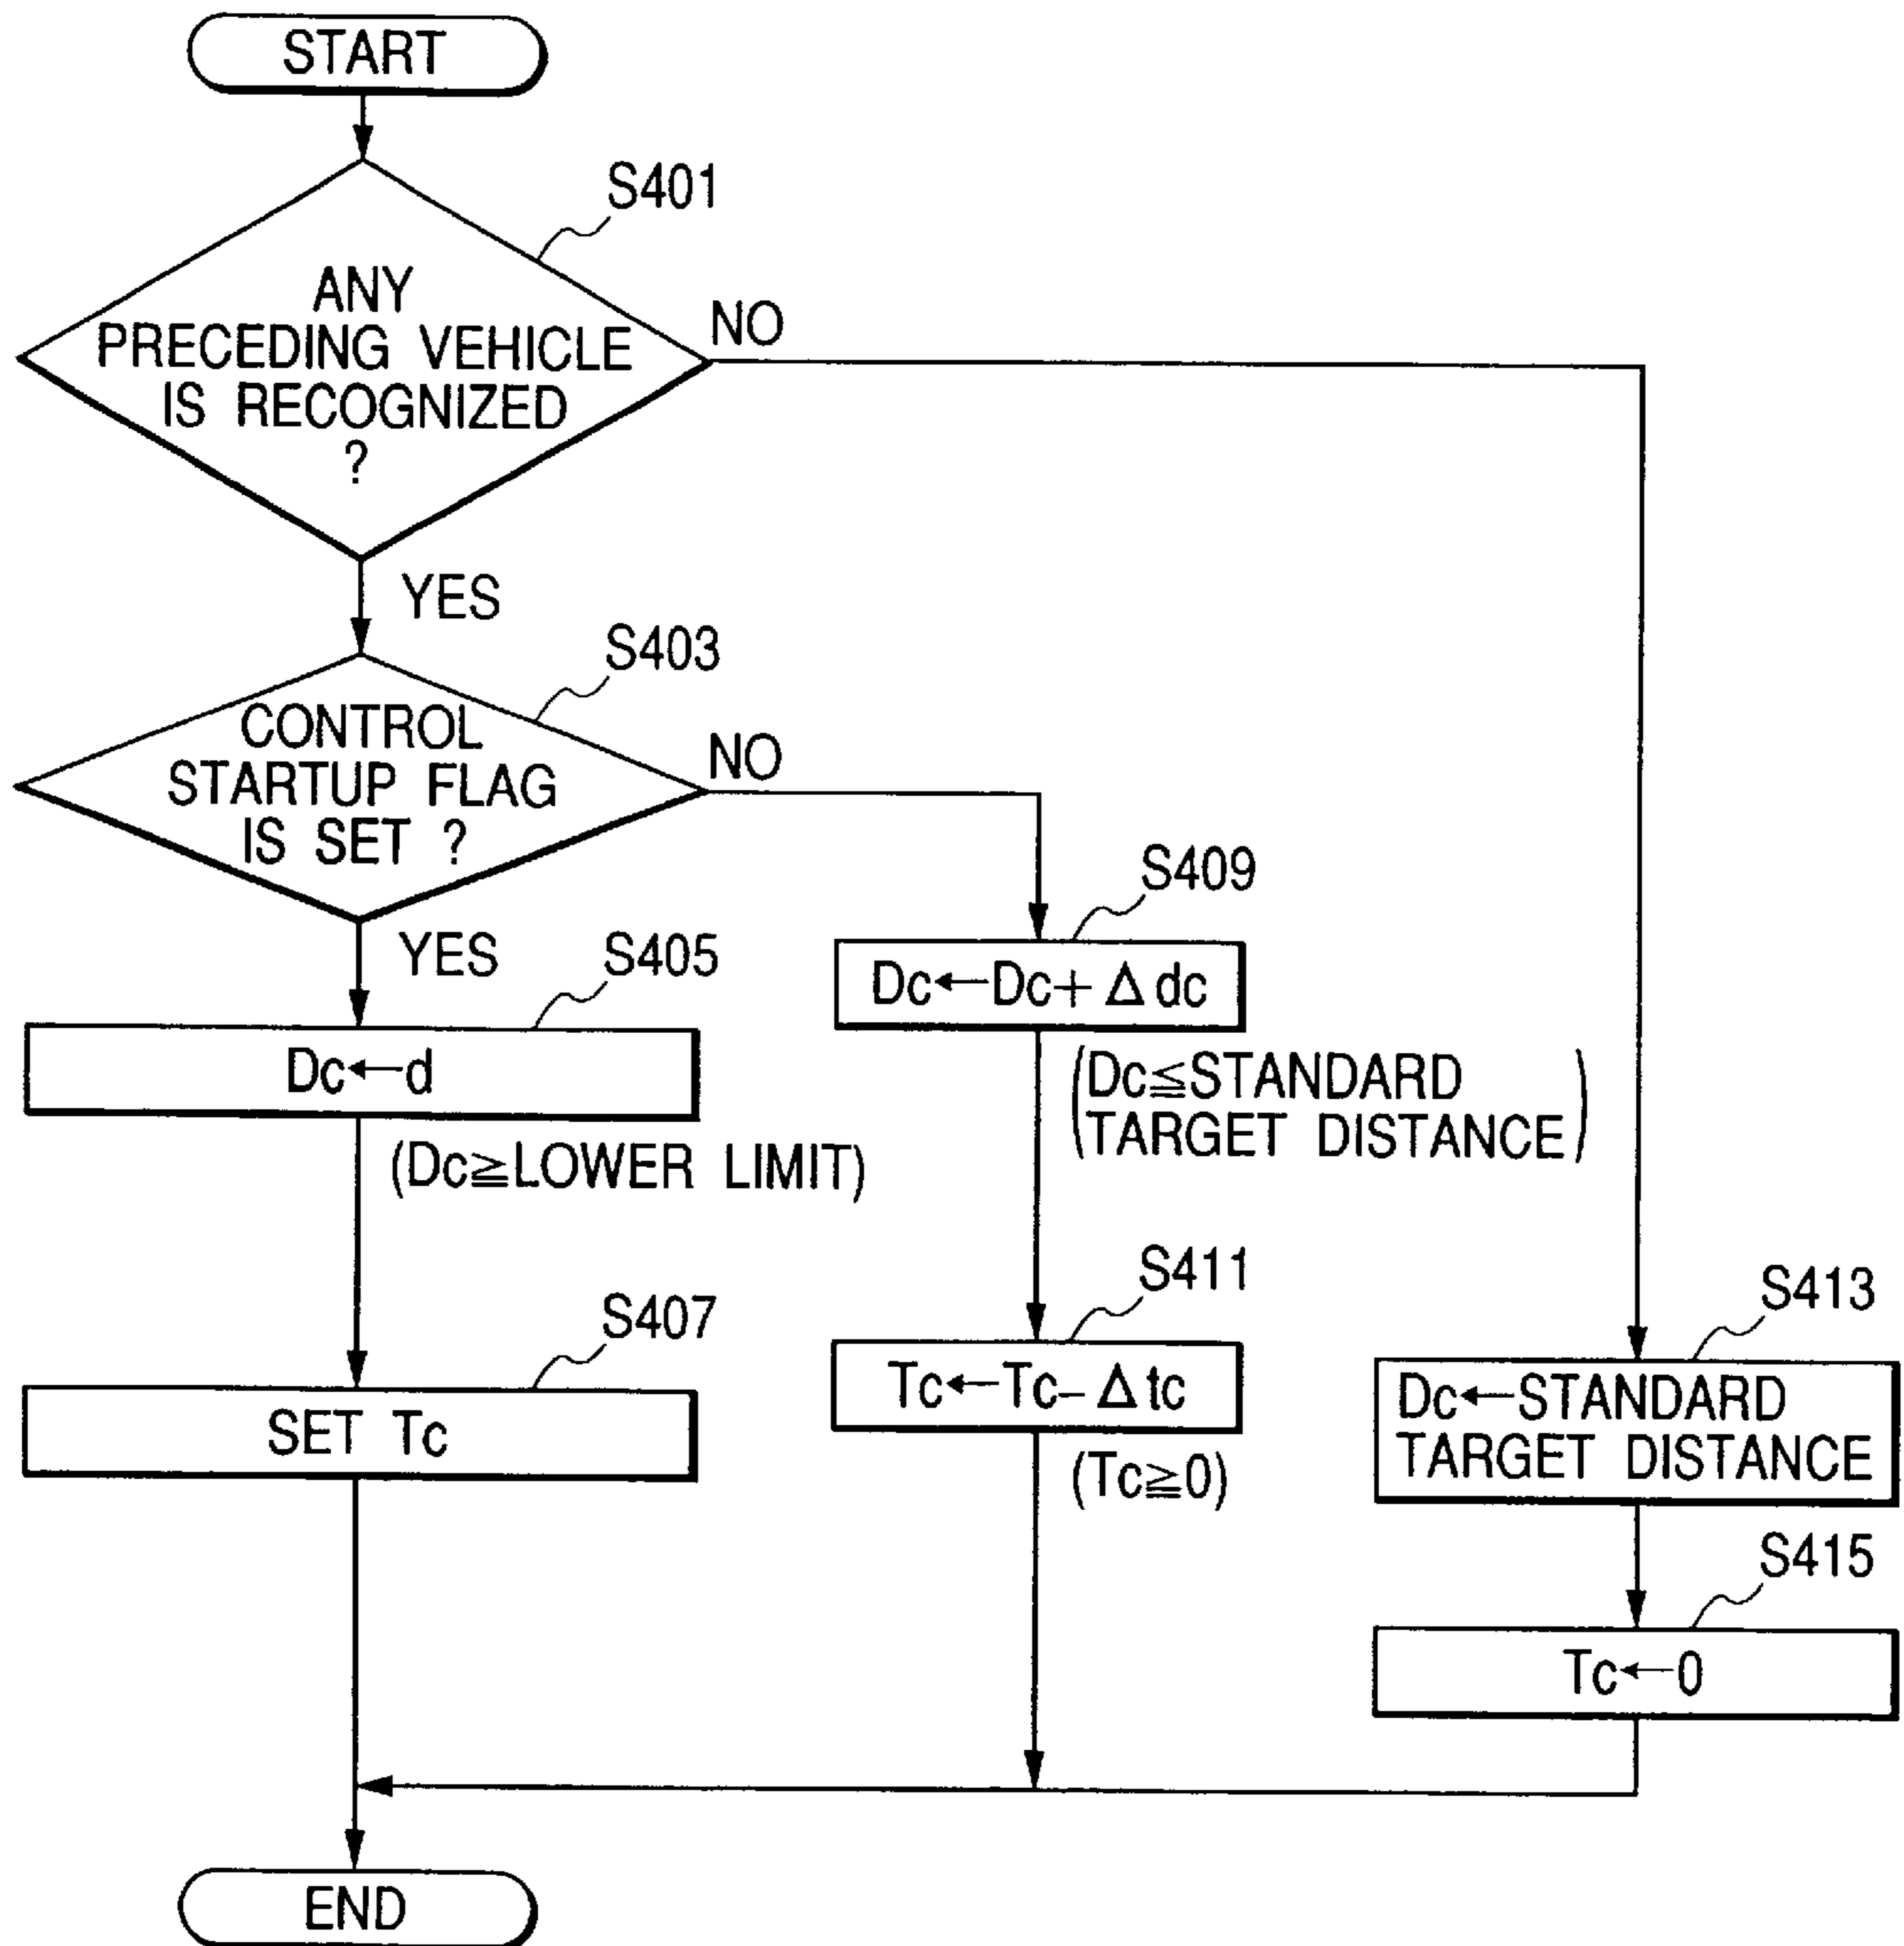 START
S401
ANY
PRECEDING VEHICLE
IS RECOGNIZED
?
NO
YES
S403
CONTROL
STARTUP FLAG
IS SET ?
NO
YES
S405
Dc←d
(Dc≧LOWER LIMIT)
S407
SET Tc
S409
Dc←Dc+Δdc
(Dc≦STANDARD
TARGET DISTANCE)
S411
Tc←Tc-Δtc
(Tc≧0)
S413
Dc←STANDARD
TARGET DISTANCE
S415
Tc←0
END